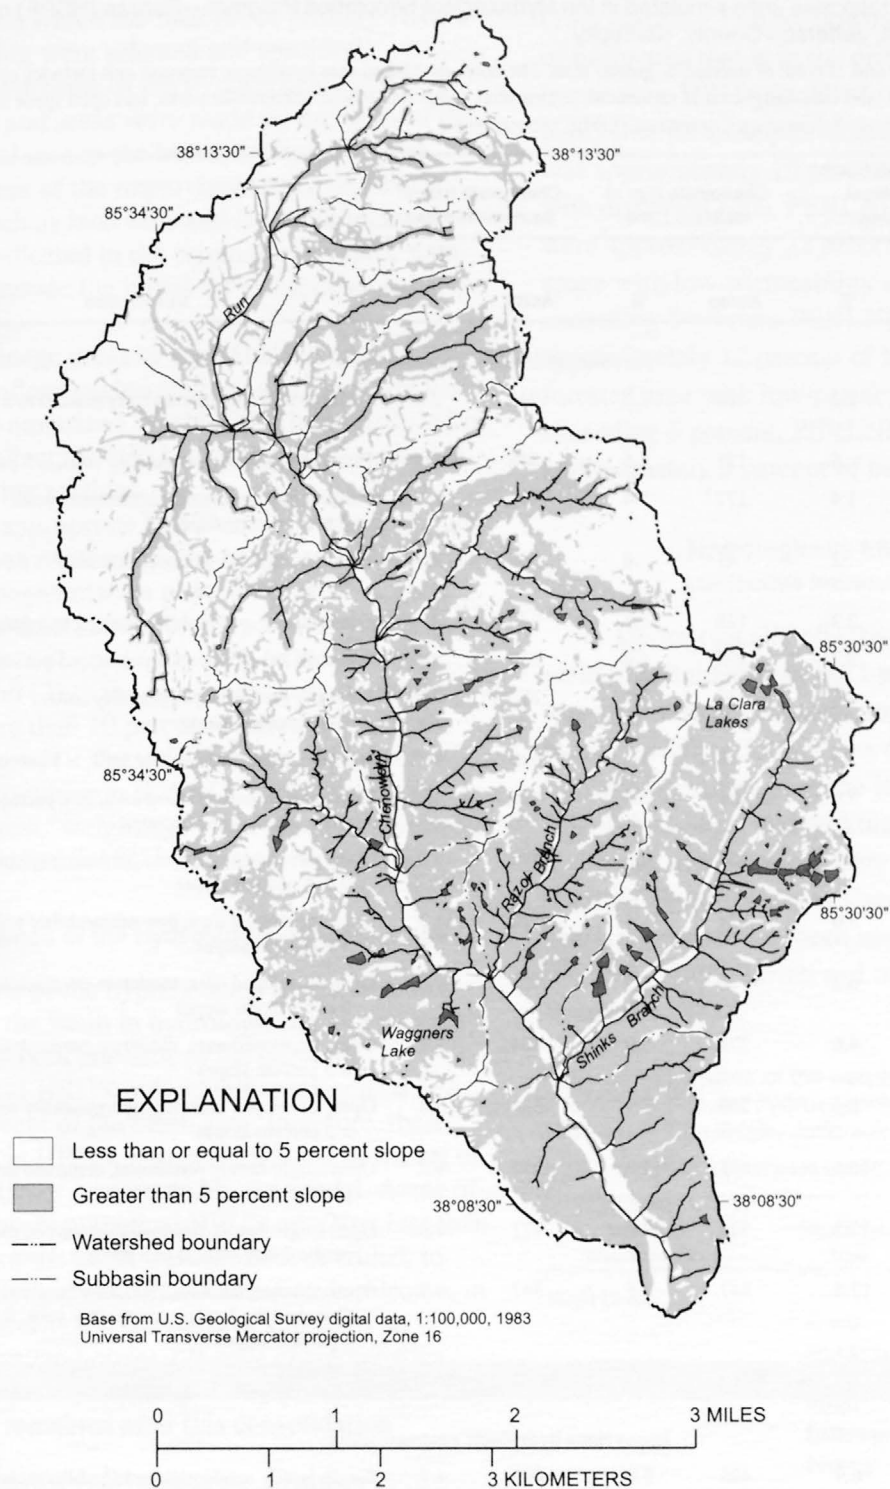 38°13'30"
38°13'30"
85°34'30"
Run
85°30'30"
La Clara
Lakes
85°34'30"
Chenoweth
Razor Branch
85°30'30"
Waggners
Lake
Shinks Branch
EXPLANATION
Less than or equal to 5 percent slope
Greater than 5 percent slope
38°08'30"
38°08'30"
Watershed boundary
Subbasin boundary
Base from U.S. Geological Survey digital data, 1:100,000, 1983
Universal Transverse Mercator projection, Zone 16
0 1 2 3 MILES
0 1 2 3 KILOMETERS